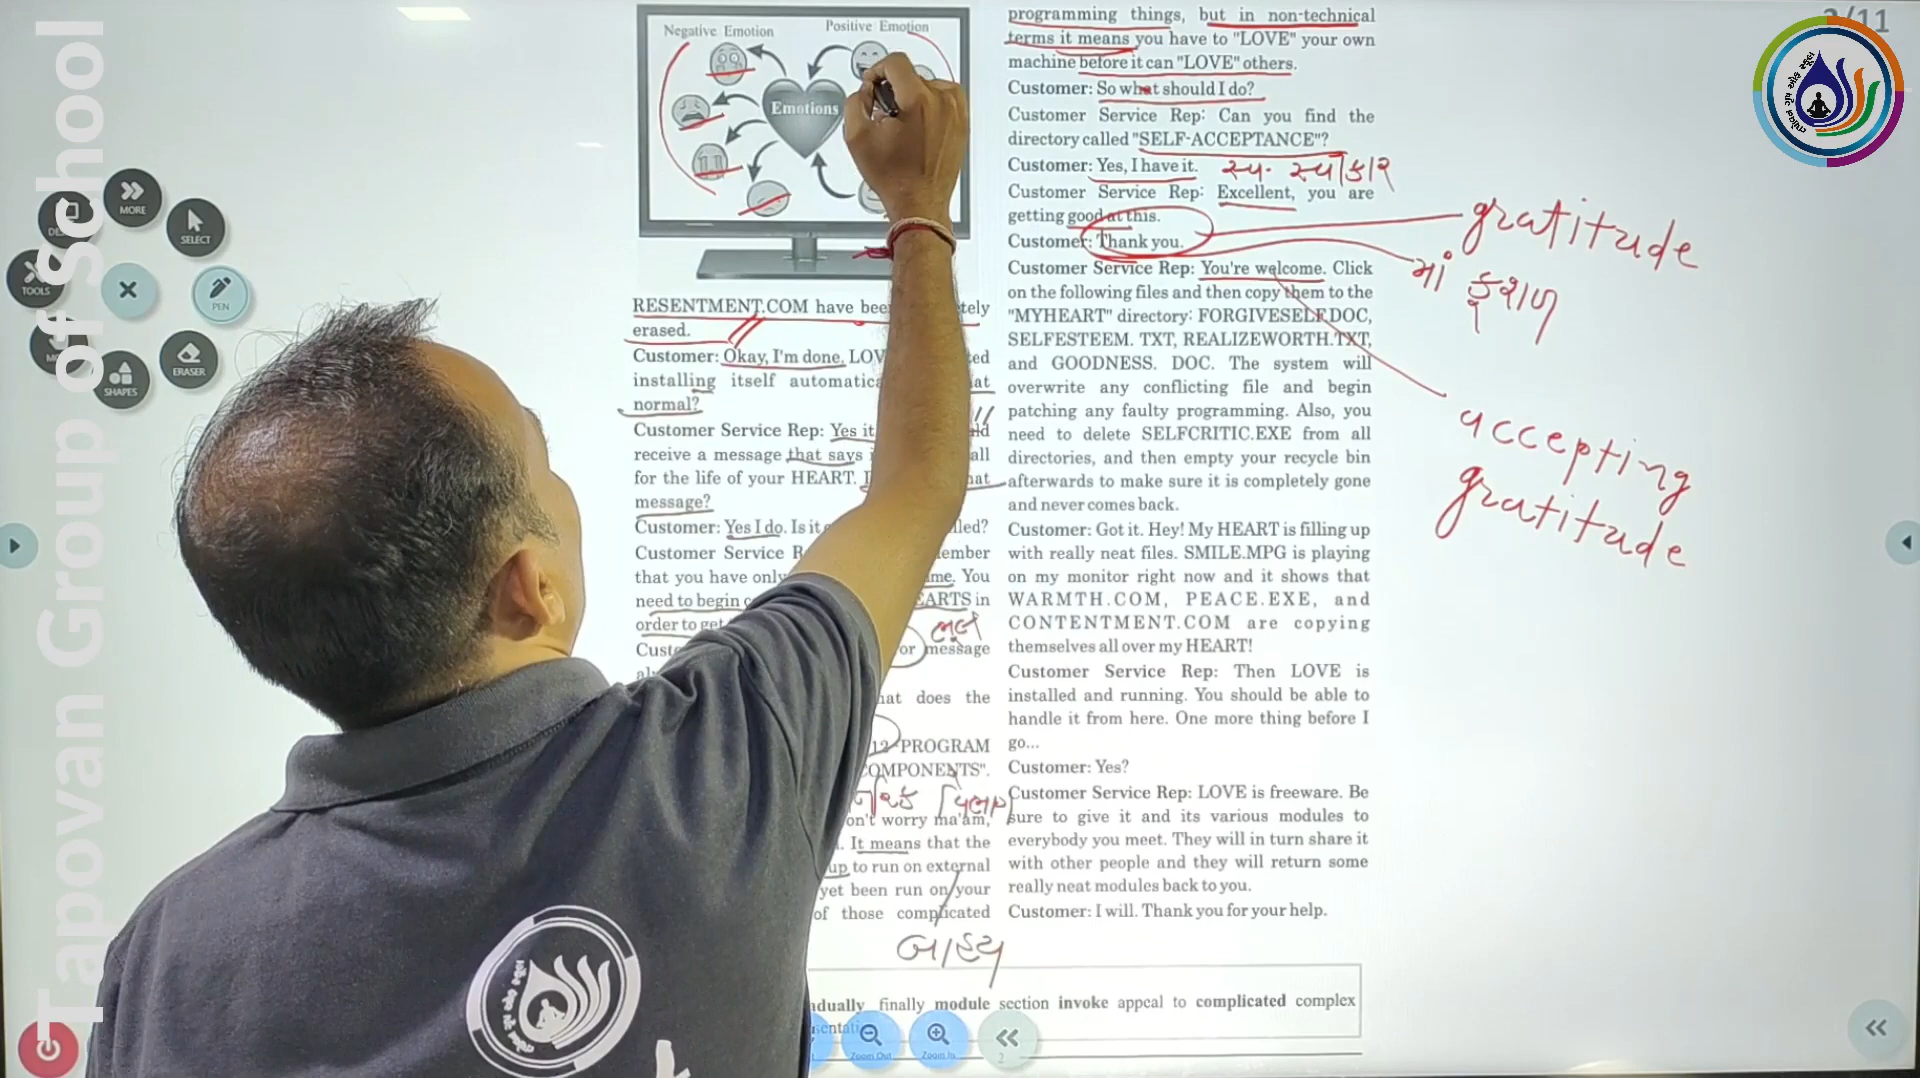 Tapovan Group of School
MORE
SELECT
TOOLS
PEN
ERASER
SHAPES
Negative Emotion
Positive Emotion
Emotions
RESENTMENT.COM have
erased.
Customer: Okay, I'm done.
installing itself
normal?
Customer Service Rep: Yes it
receive a message that says all
for the life of your HEART.
message?
Customer: Yes I do. Is it
Customer Service
that you have only You
need to begin in
order to get
message
does the
12-PROGRAM
COMPONENTS".
worry ma'am,
It means that the
up to run on external
yet been run on your
of those complicated
બાહ્ય
programming things, but in non-technical
terms it means you have to "LOVE" your own
machine before it can "LOVE" others.
Customer: So what should I do?
Customer Service Rep: Can you find the
directory called "SELF-ACCEPTANCE"?
Customer: Yes, I have it. સ્વ. સ્વીકાર
Customer Service Rep: Excellent, you are
getting good at this.
Customer: Thank you.
Customer Service Rep: You're welcome. Click
on the following files and then copy them to the
"MYHEART" directory: FORGIVESELF.DOC,
SELFESTEEM. TXT, REALIZEWORTH.TXT,
and GOODNESS. DOC. The system will
overwrite any conflicting file and begin
patching any faulty programming. Also, you
need to delete SELFCRITIC.EXE from all
directories, and then empty your recycle bin
afterwards to make sure it is completely gone
and never comes back.
Customer: Got it. Hey! My HEART is filling up
with really neat files. SMILE.MPG is playing
on my monitor right now and it shows that
WARMTH.COM, PEACE.EXE, and
CONTENTMENT.COM are copying
themselves all over my HEART!
Customer Service Rep: Then LOVE is
installed and running. You should be able to
handle it from here. One more thing before I
go...
Customer: Yes?
Customer Service Rep: LOVE is freeware. Be
sure to give it and its various modules to
everybody you meet. They will in turn share it
with other people and they will return some
really neat modules back to you.
Customer: I will. Thank you for your help.
finally module section invoke appeal to complicated complex
Zoom Out
Zoom In
gratitude
accepting
gratitude